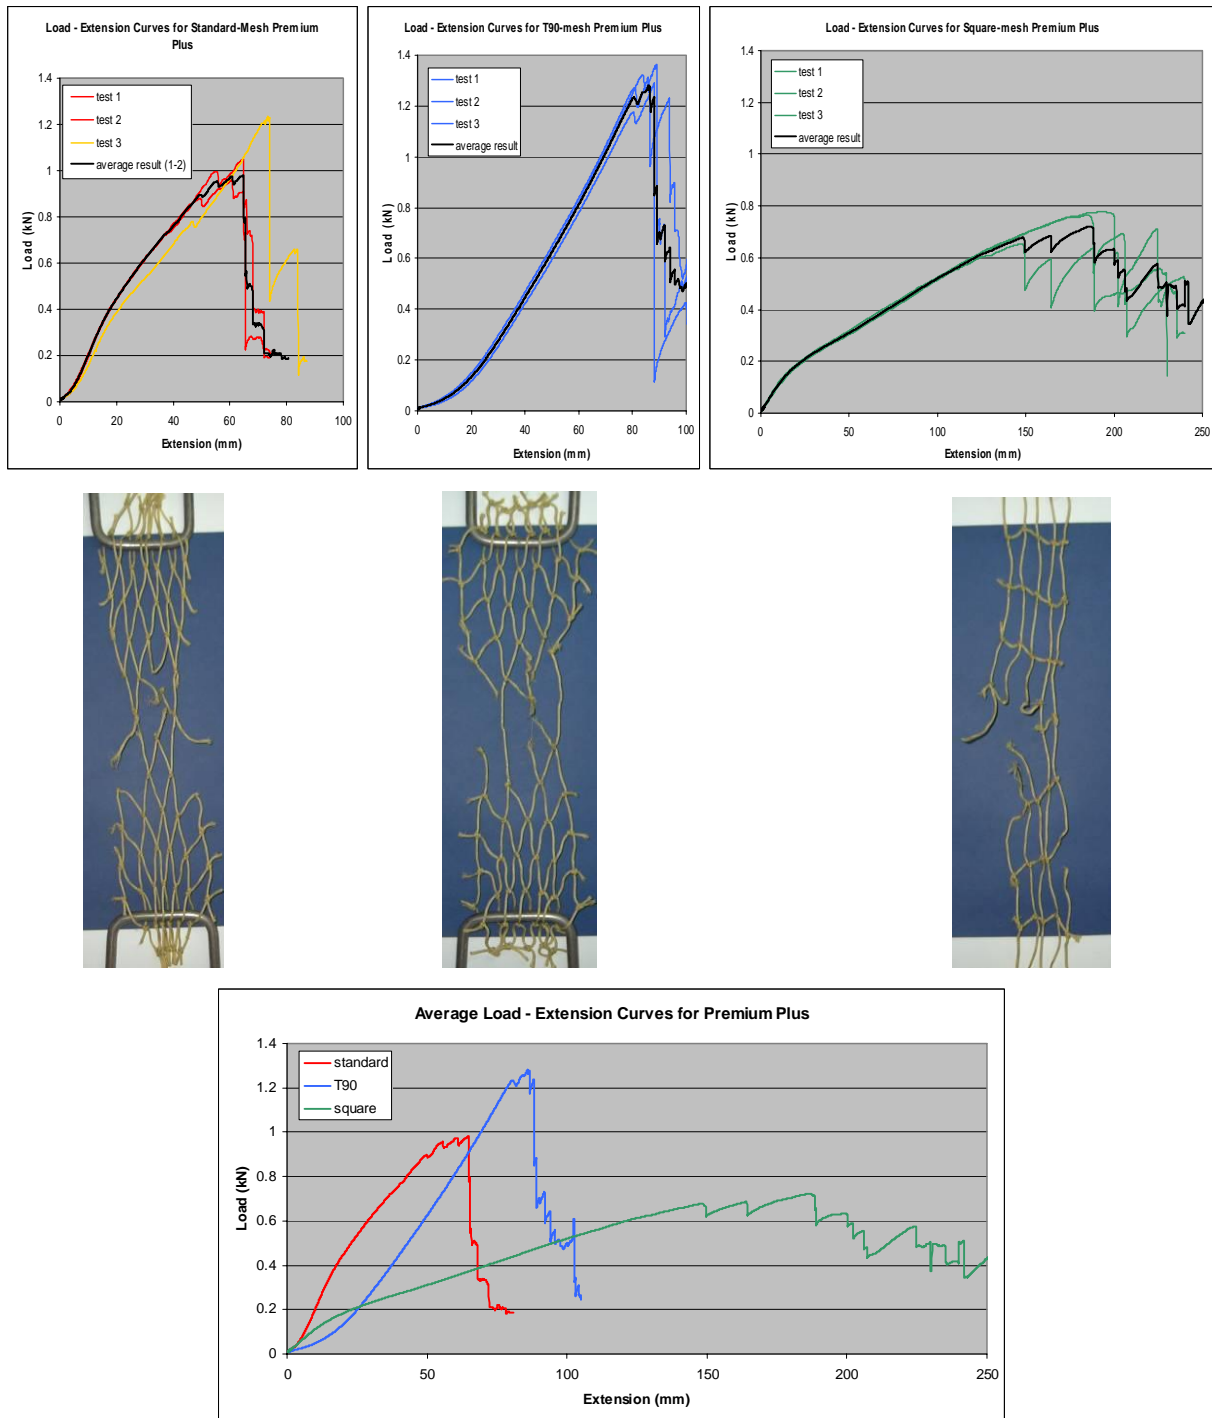 Load - Extension Curves for Standard-Mesh Premium
Plus
1.4
1.2
1
0.8
0.6
0.4
0.2
0
Load (kN)
test 1
test 2
test 3
average result (1-2)
0 20 40 60 80 100
Extension (mm)
Load - Extension Curves for T90-mesh Premium Plus
1.4
1.2
1
0.8
0.6
0.4
0.2
0
Load (kN)
test 1
test 2
test 3
average result
0 20 40 60 80 100
Extension (mm)
Load - Extension Curves for Square-mesh Premium Plus
1.4
1.2
1
0.8
0.6
0.4
0.2
0
Load (kN)
test 1
test 2
test 3
average result
0 50 100 150 200 250
Extension (mm)
Average Load - Extension Curves for Premium Plus
1.4
1.2
1
0.8
0.6
0.4
0.2
0
Load (kN)
standard
T90
square
0 50 100 150 200 250
Extension (mm)